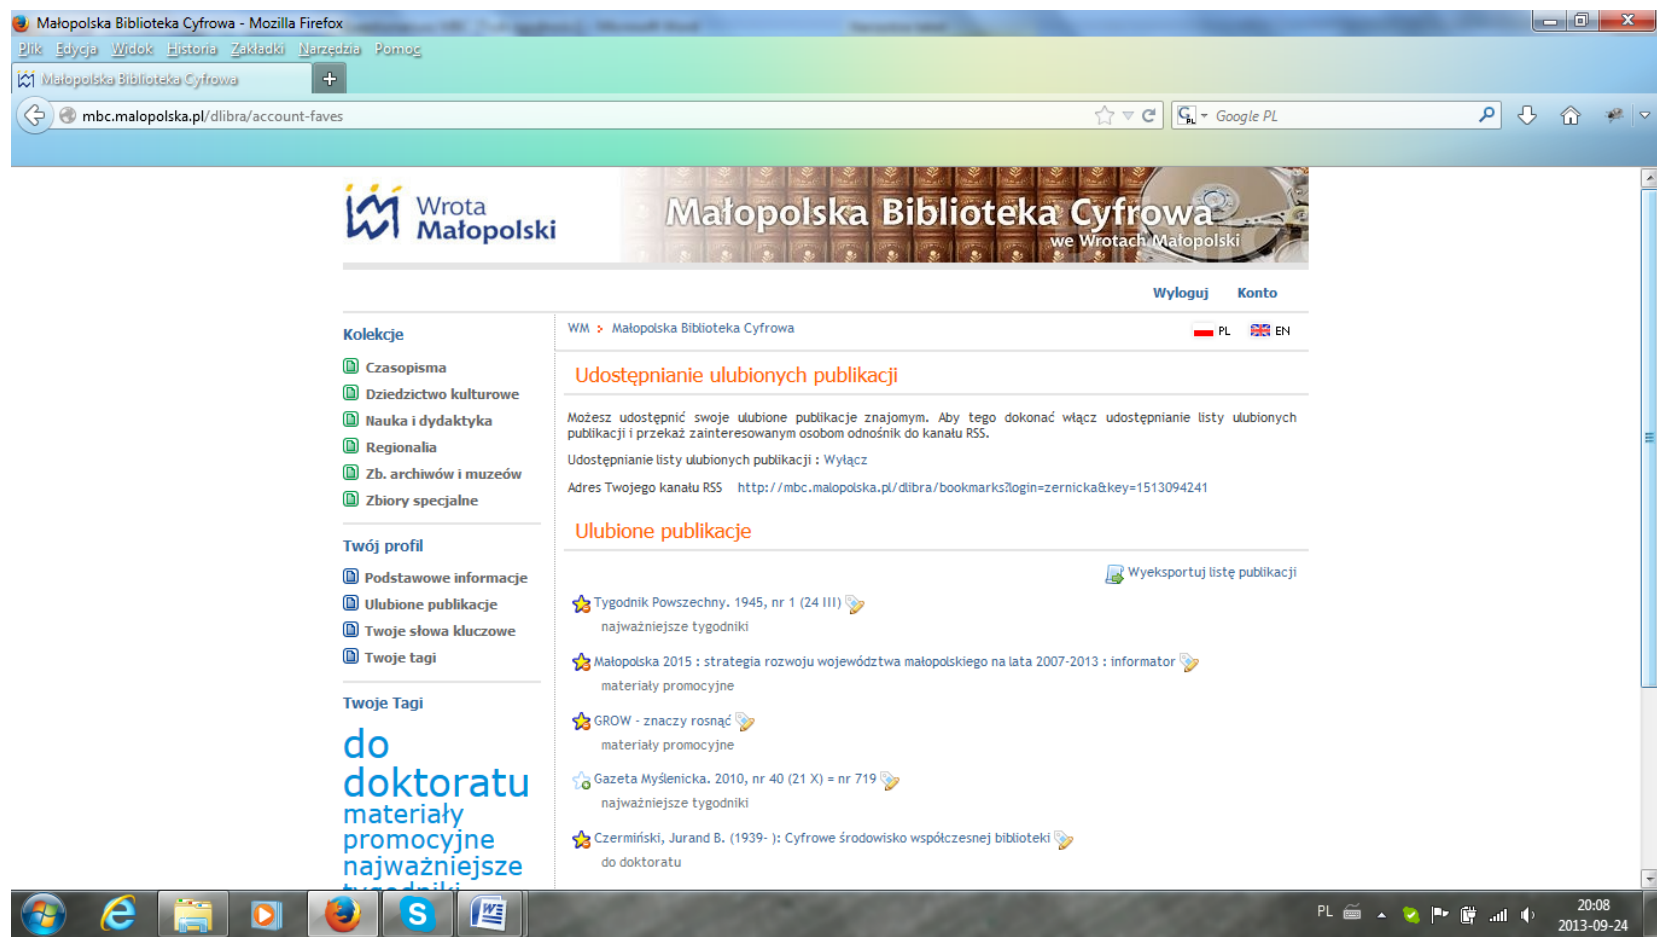 Małopolska Biblioteka Cyfrowa - Mozilla Firefox
Plik Edycja Widok Historia Zakładki Narzędzia Pomoc
Małopolska Biblioteka Cyfrowa
mbc.malopolska.pl/dlibra/account-faves
Google PL
Wrota
Małopolski
Małopolska Biblioteka Cyfrowa
we Wrotach Małopolski
Wyloguj Konto
WM Małopolska Biblioteka Cyfrowa
PL EN
Kolekcje
Czasopisma
Dziedzictwo kulturowe
Nauka i dydaktyka
Regionalia
Zb. archiwów i muzeów
Zbiory specjalne
Twój profil
Podstawowe informacje
Ulubione publikacje
Twoje słowa kluczowe
Twoje tagi
Twoje Tagi
do
doktoratu
materiały
promocyjne
najważniejsze
tygodniki
Udostępnianie ulubionych publikacji
Możesz udostępnić swoje ulubione publikacje znajomym. Aby tego dokonać włącz udostępnianie listy ulubionych
publikacji i przekaż zainteresowanym osobom odnośnik do kanału RSS.
Udostępnianie listy ulubionych publikacji : Wyłącz
Adres Twojego kanału RSS http://mbc.malopolska.pl/dlibra/bookmarks?login=zernicka&key=1513094241
Ulubione publikacje
Wyeksportuj listę publikacji
Tygodnik Powszechny. 1945, nr 1 (24 III)
najważniejsze tygodniki
Małopolska 2015 : strategia rozwoju województwa małopolskiego na lata 2007-2013 : informator
materiały promocyjne
GROW - znaczy rosnąć
materiały promocyjne
Gazeta Myślenicka. 2010, nr 40 (21 X) = nr 719
najważniejsze tygodniki
Czermiński, Jurand B. (1939- ): Cyfrowe środowisko współczesnej biblioteki
do doktoratu
PL
20:08
2013-09-24